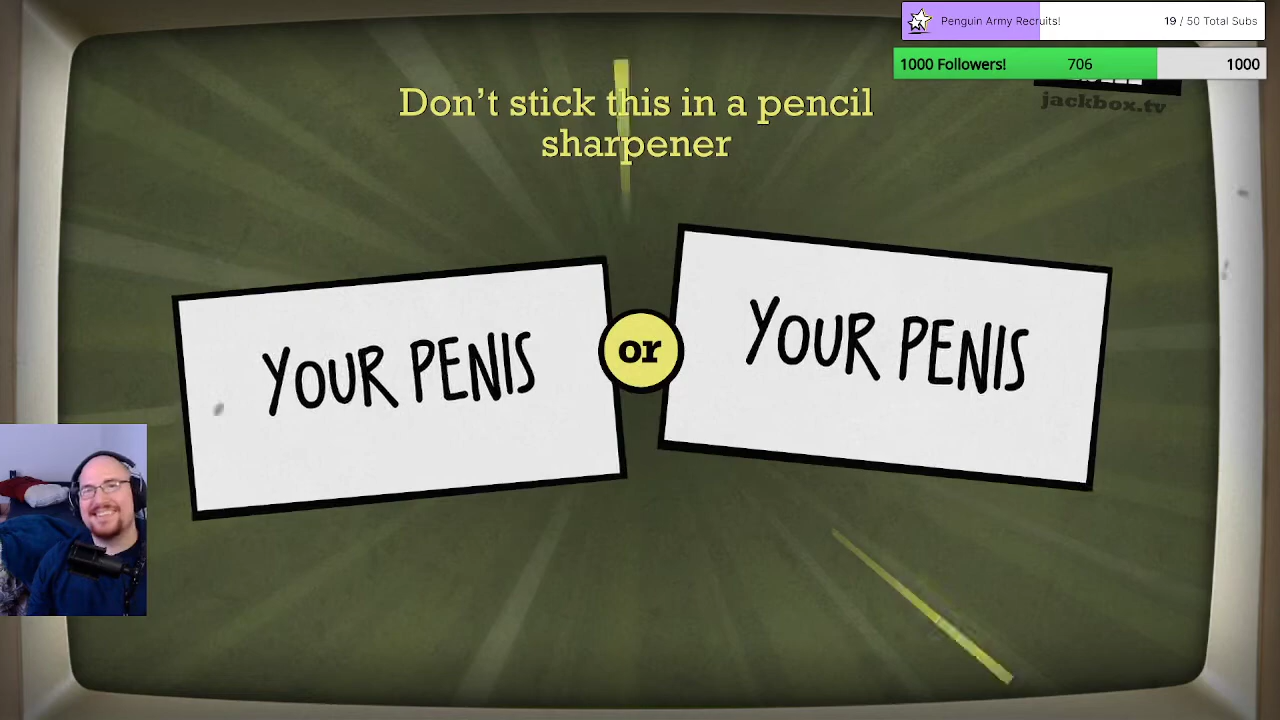 Penguin Army Recruits!
19 / 50 Total Subs
1000 Followers!
706
1000
jackbox.tv
Don't stick this in a pencil
sharpener
YOUR PENIS
or
YOUR PENIS